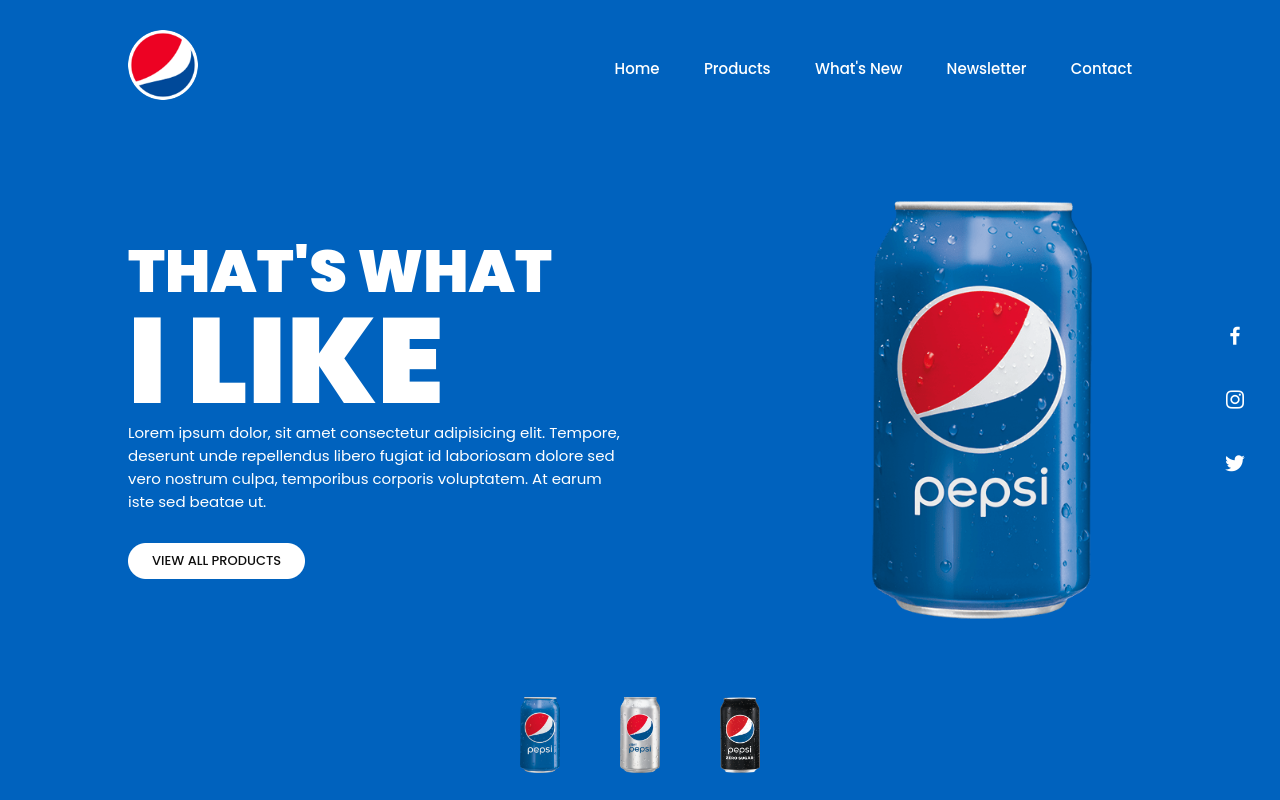 Home Products What's New Newsletter Contact
THAT'S WHAT
I LIKE
Lorem ipsum dolor, sit amet consectetur adipisicing elit. Tempore,
deserunt unde repellendus libero fugiat id laboriosam dolore sed
vero nostrum culpa, temporibus corporis voluptatem. At earum
iste sed beatae ut.
VIEW ALL PRODUCTS
pepsi
pepsi
diet
pepsi
pepsi
ZERO SUGAR